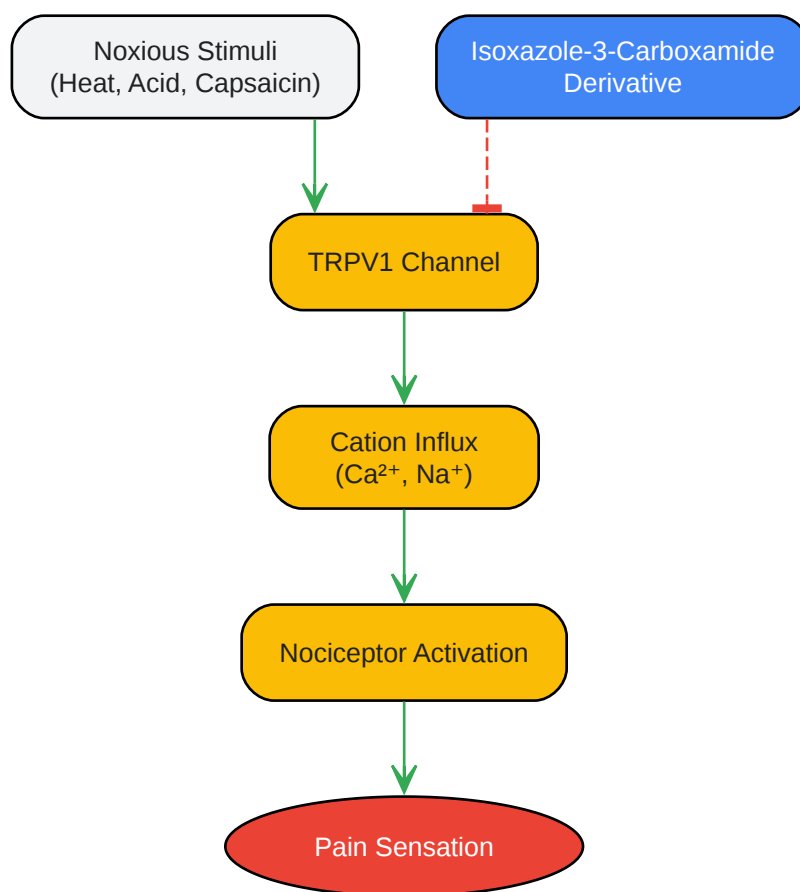 Noxious Stimuli
(Heat, Acid, Capsaicin)
Isoxazole-3-Carboxamide
Derivative
TRPV1 Channel
Cation Influx
(Ca²⁺, Na⁺)
Nociceptor Activation
Pain Sensation